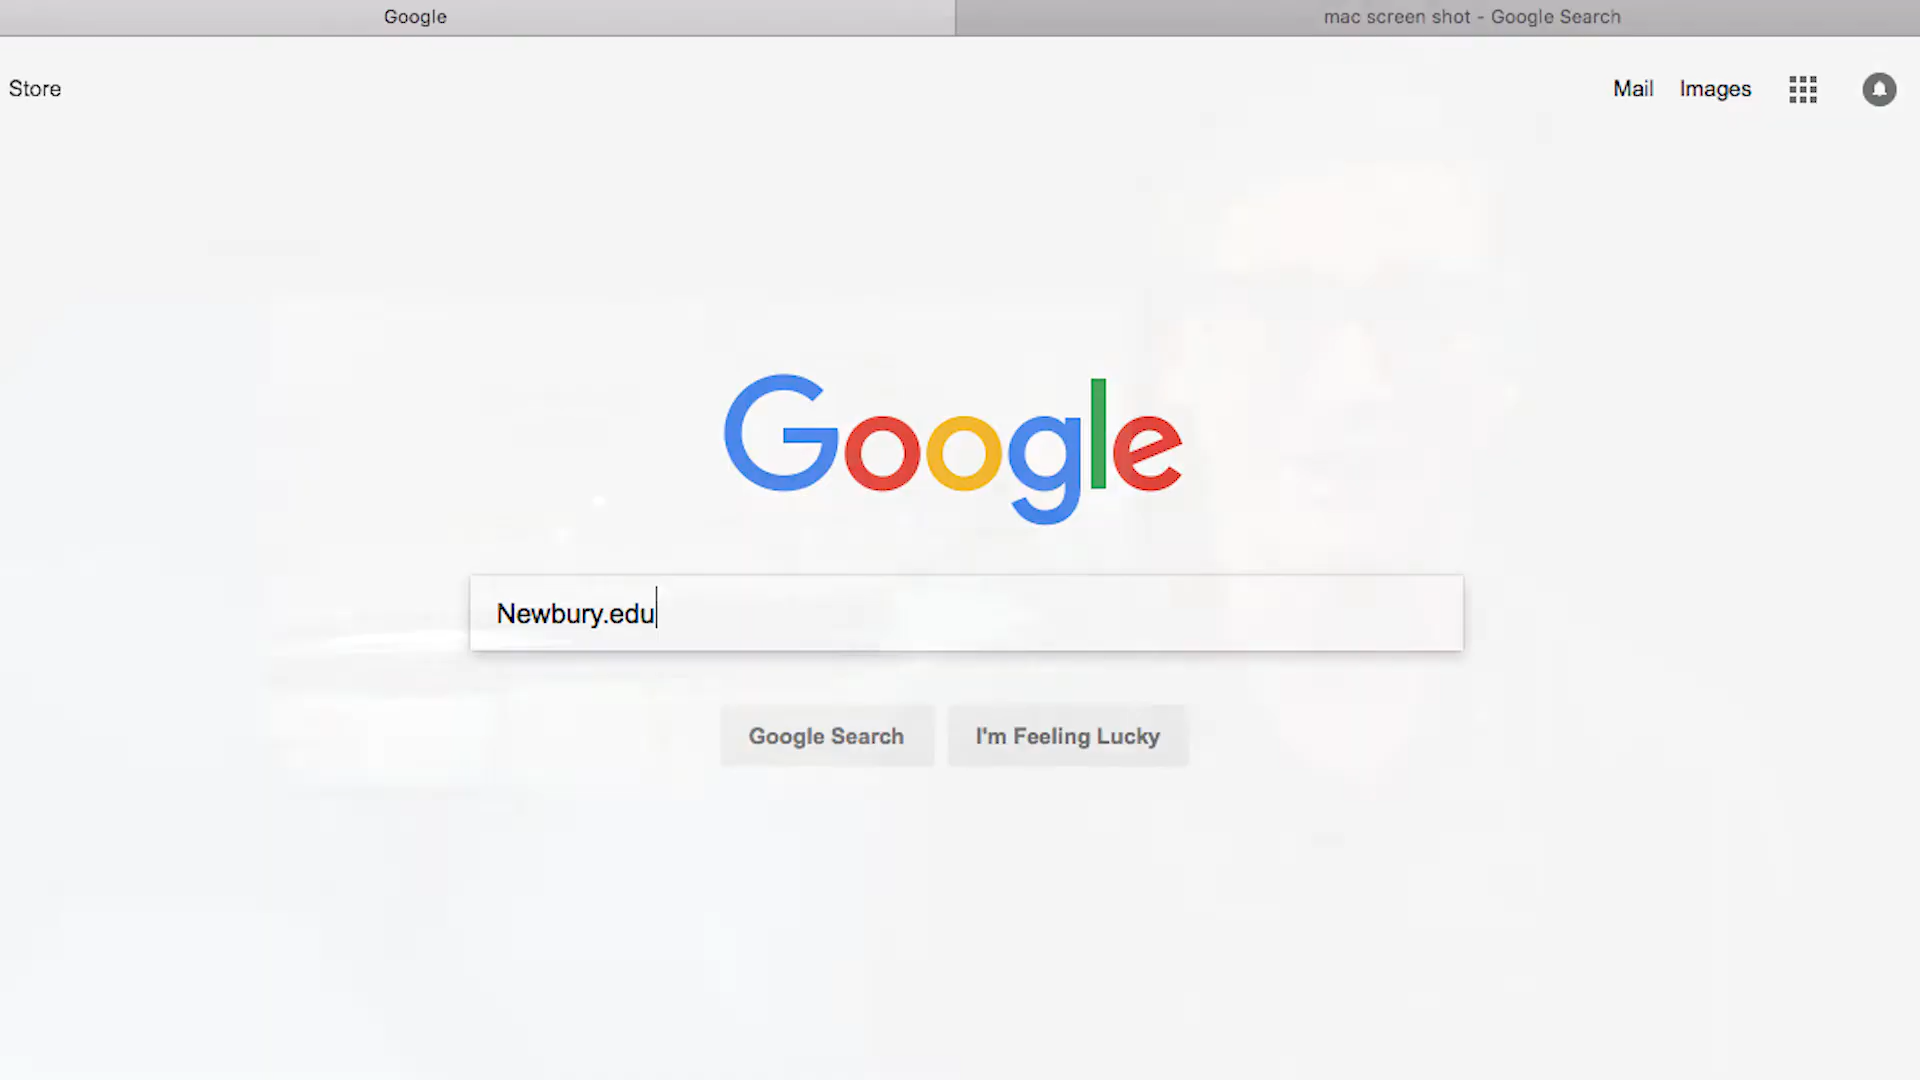 Google
mac screen shot - Google Search
Store
Mail Images
Google
Newbury.edu
Google Search
I'm Feeling Lucky